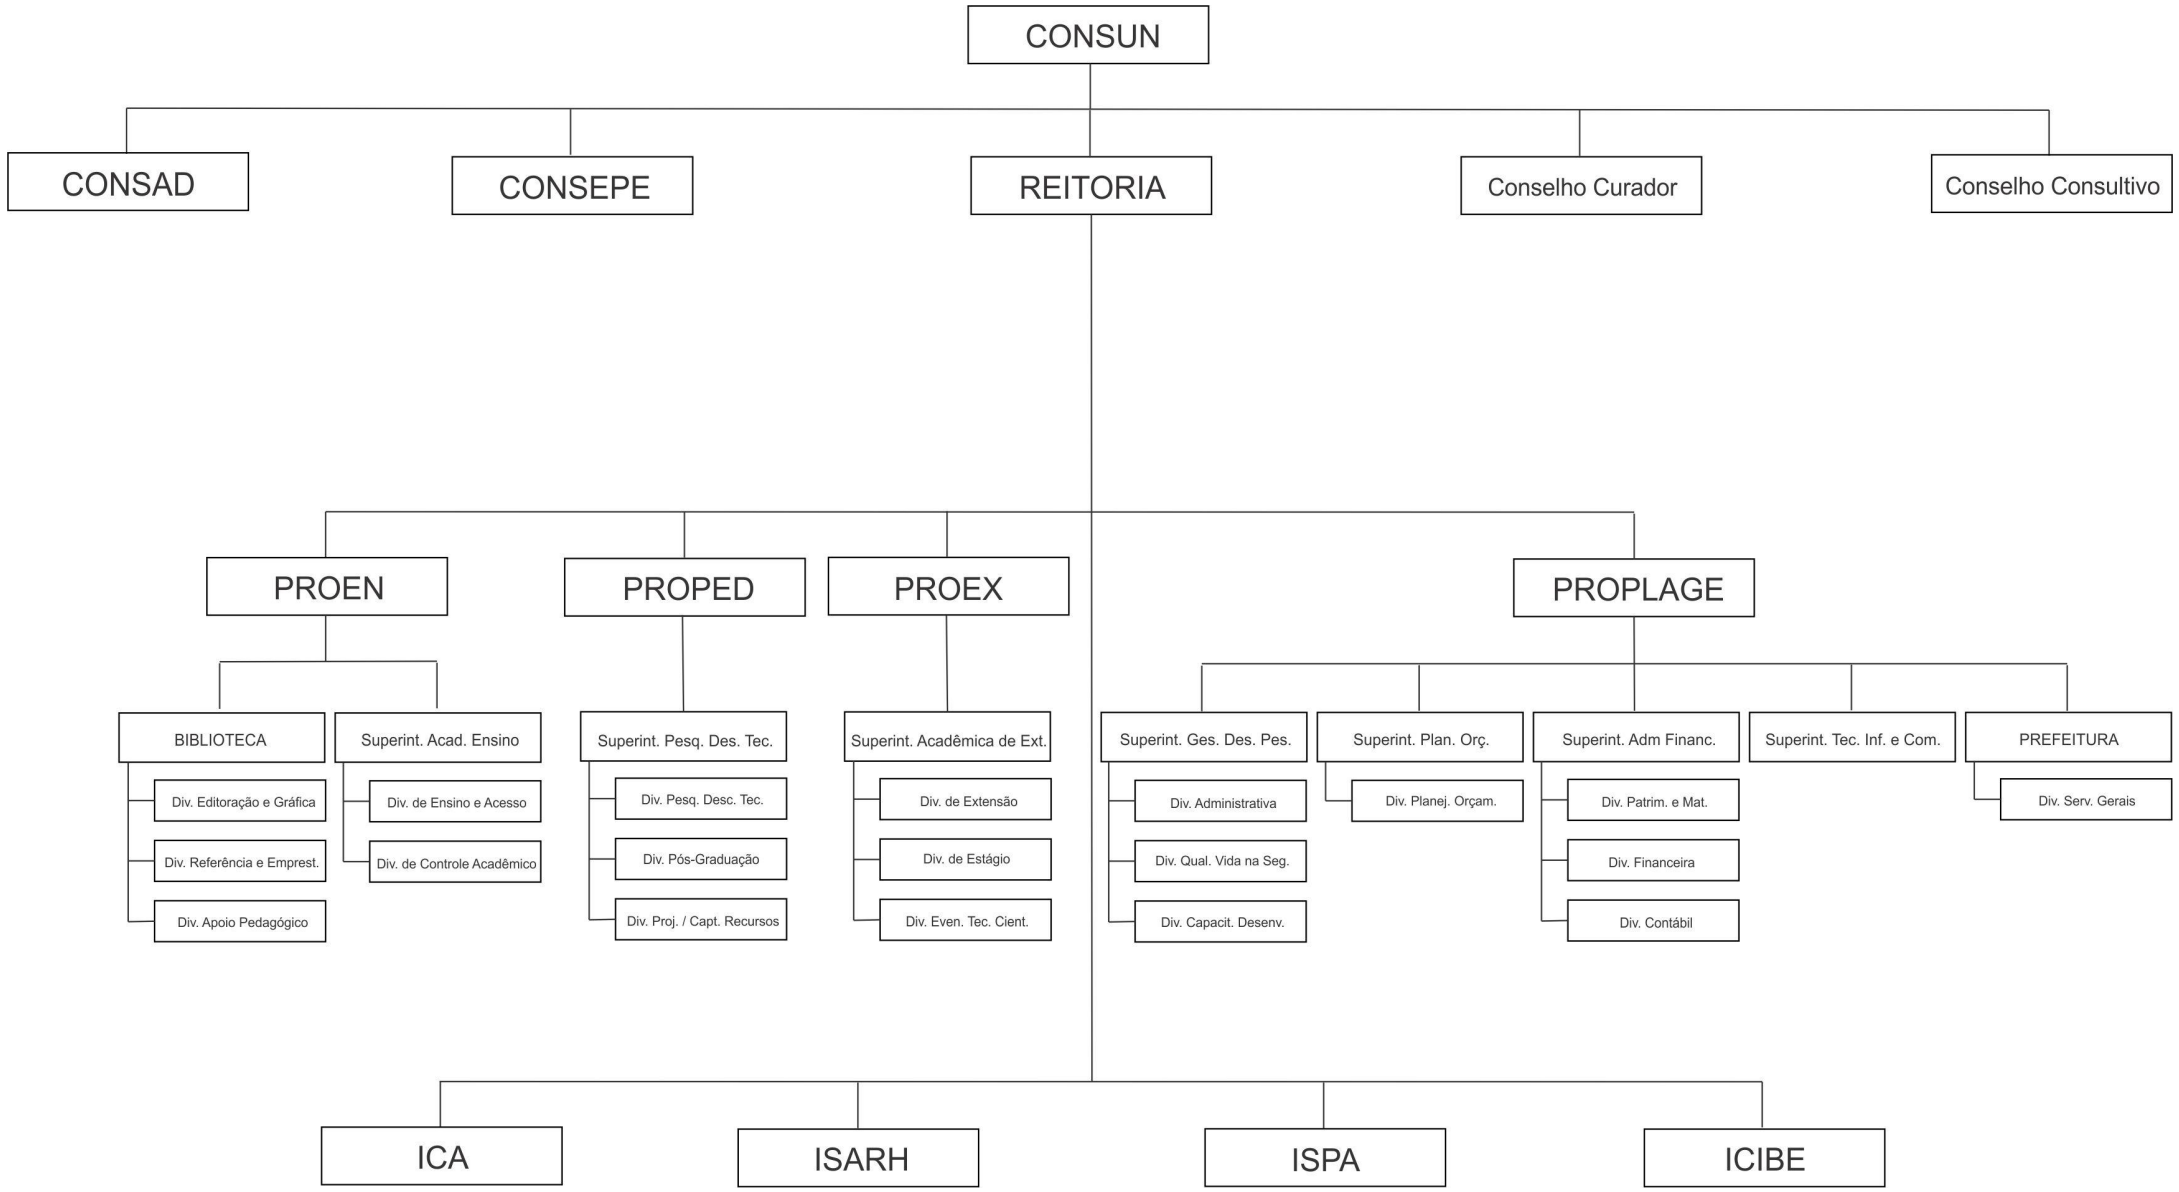 CONSUN
CONSAD
CONSEPE
REITORIA
Conselho Curador
Conselho Consultivo
PROEN
PROPED
PROEX
PROPLAGE
BIBLIOTECA
Superint. Acad. Ensino
Superint. Pesq. Des. Tec.
Superint. Acadêmica de Ext.
Superint. Ges. Des. Pes.
Superint. Plan. Orç.
Superint. Adm Financ.
Superint. Tec. Inf. e Com.
PREFEITURA
Div. Editoração e Gráfica
Div. Referência e Emprest.
Div. Apoio Pedagógico
Div. de Ensino e Acesso
Div. de Controle Acadêmico
Div. Pesq. Desc. Tec.
Div. Pós-Graduação
Div. Proj. / Capt. Recursos
Div. de Extensão
Div. de Estágio
Div. Even. Tec. Cient.
Div. Administrativa
Div. Qual. Vida na Seg.
Div. Capacit. Desenv.
Div. Planej. Orçam.
Div. Patrim. e Mat.
Div. Financeira
Div. Contábil
Div. Serv. Gerais
ICA
ISARH
ISPA
ICIBE